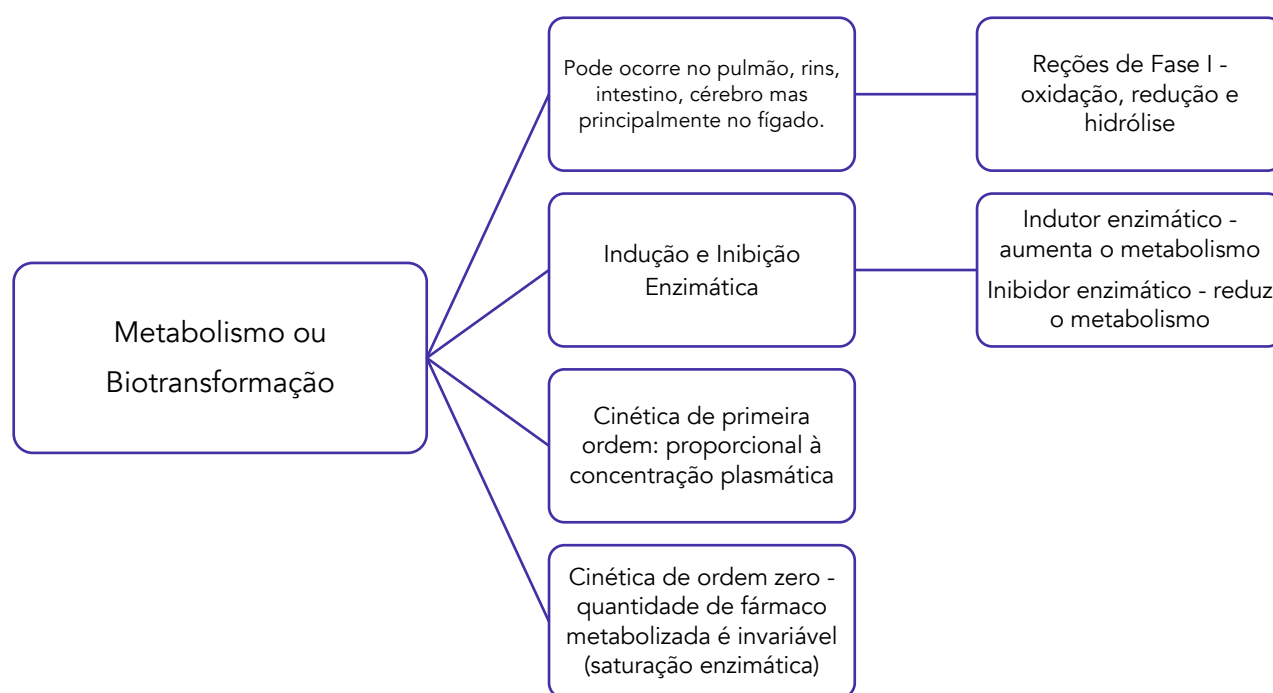 Metabolismo ou
Biotransformação
Pode ocorre no pulmão, rins,
intestino, cérebro mas
principalmente no fígado.
Reções de Fase I -
oxidação, redução e
hidrólise
Indução e Inibição
Enzimática
Indutor enzimático -
aumenta o metabolismo
Inibidor enzimático - reduz
o metabolismo
Cinética de primeira
ordem: proporcional à
concentração plasmática
Cinética de ordem zero -
quantidade de fármaco
metabolizada é invariável
(saturação enzimática)